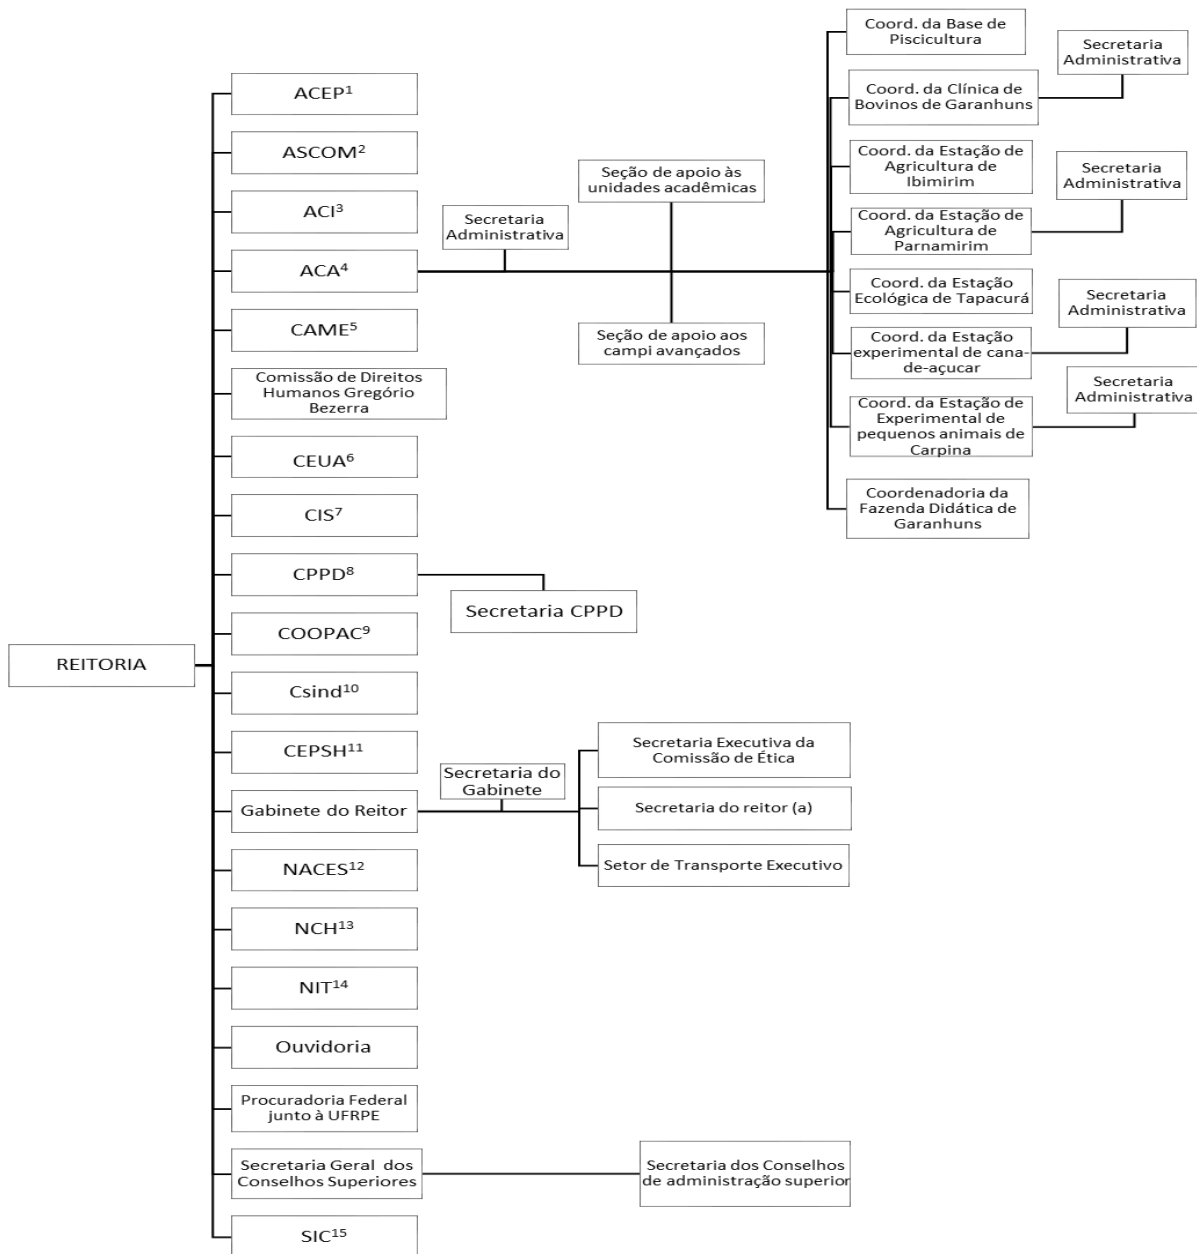 REITORIA
ACEP¹
ASCOM²
ACI³
ACA⁴
CAME⁵
Comissão de Direitos
Humanos Gregório
Bezerra
CEUA⁶
CIS⁷
CPPD⁸
COOPAC⁹
Csind¹⁰
CEPSH¹¹
Gabinete do Reitor
NACES¹²
NCH¹³
NIT¹⁴
Ouvidoria
Procuradoria Federal
junto à UFRPE
Secretaria Geral dos
Conselhos Superiores
SIC¹⁵
Secretaria
Administrativa
Seção de apoio às
unidades acadêmicas
Seção de apoio aos
campi avançados
Coord. da Base de
Piscicultura
Coord. da Clínica de
Bovinos de Garanhuns
Secretaria
Administrativa
Coord. da Estação de
Agricultura de
Ibimirim
Coord. da Estação de
Agricultura de
Parnamirim
Secretaria
Administrativa
Coord. da Estação
Ecológica de Tapacurá
Coord. da Estação
experimental de cana-
de-açucar
Secretaria
Administrativa
Coord. da Estação de
Experimental de
pequenos animais de
Carpina
Secretaria
Administrativa
Coordenadoria da
Fazenda Didática de
Garanhuns
Secretaria CPPD
Secretaria do
Gabinete
Secretaria Executiva da
Comissão de Ética
Secretaria do reitor (a)
Setor de Transporte Executivo
Secretaria dos Conselhos
de administração superior